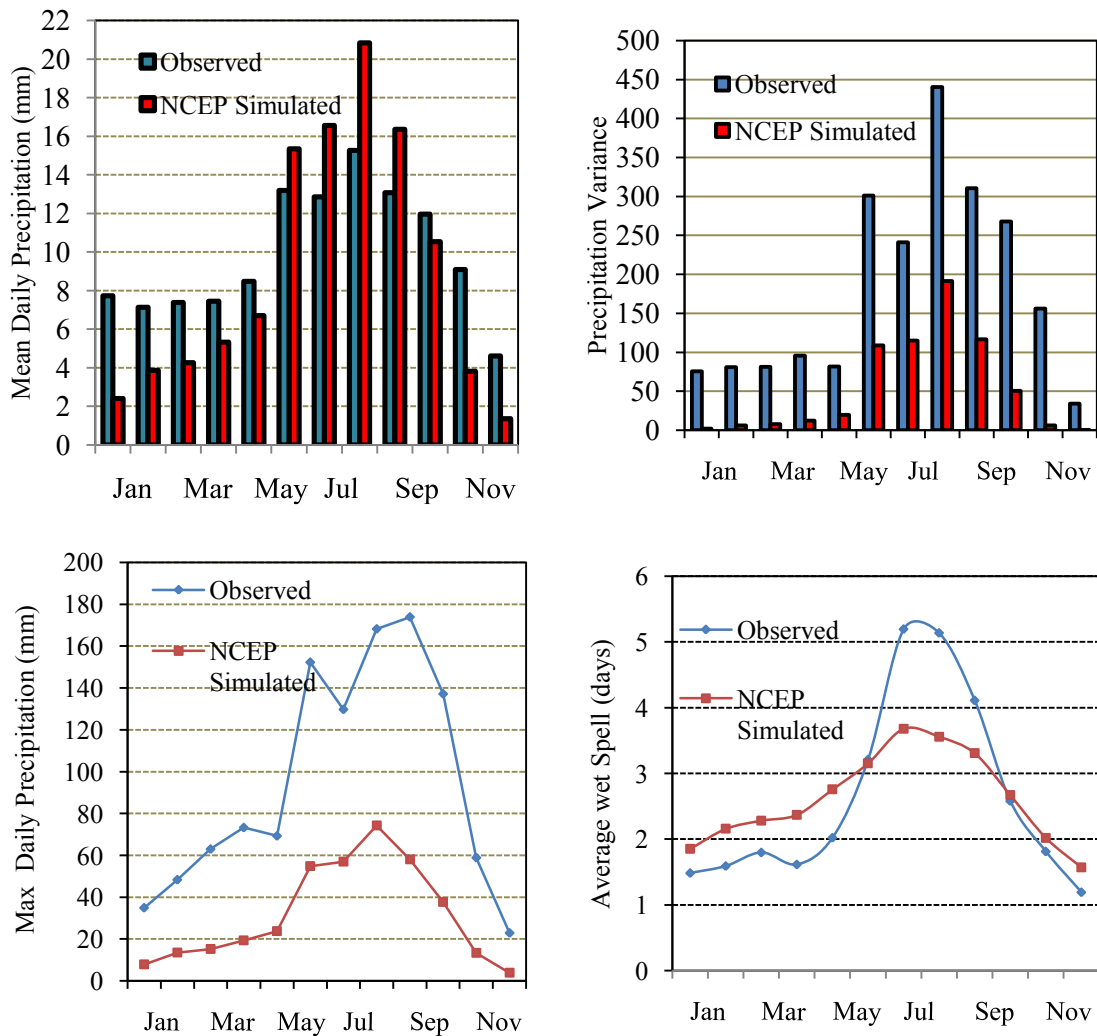 Mean Daily Precipitation (mm)
22
20
18
16
14
12
10
8
6
4
2
0
Observed
NCEP Simulated
Jan Mar May Jul Sep Nov
Precipitation Variance
500
450
400
350
300
250
200
150
100
50
0
Observed
NCEP Simulated
Jan Mar May Jul Sep Nov
Max Daily Precipitation (mm)
200
180
160
140
120
100
80
60
40
20
0
Observed
NCEP
Simulated
Jan Mar May Jul Sep Nov
Average wet Spell (days)
6
5
4
3
2
1
0
Observed
NCEP
Simulated
Jan Mar May Jul Sep Nov